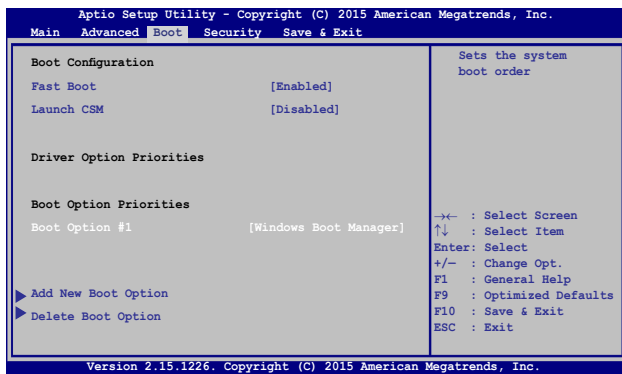 Aptio Setup Utility - Copyright (C) 2015 American Megatrends, Inc.
Main Advanced Boot Security Save & Exit
Boot Configuration
Fast Boot [Enabled]
Launch CSM [Disabled]
Driver Option Priorities
Boot Option Priorities
Boot Option #1 [Windows Boot Manager]
Add New Boot Option
Delete Boot Option
Sets the system
boot order
→← : Select Screen
↑↓ : Select Item
Enter: Select
+/— : Change Opt.
F1 : General Help
F9 : Optimized Defaults
F10 : Save & Exit
ESC : Exit
Version 2.15.1226. Copyright (C) 2015 American Megatrends, Inc.